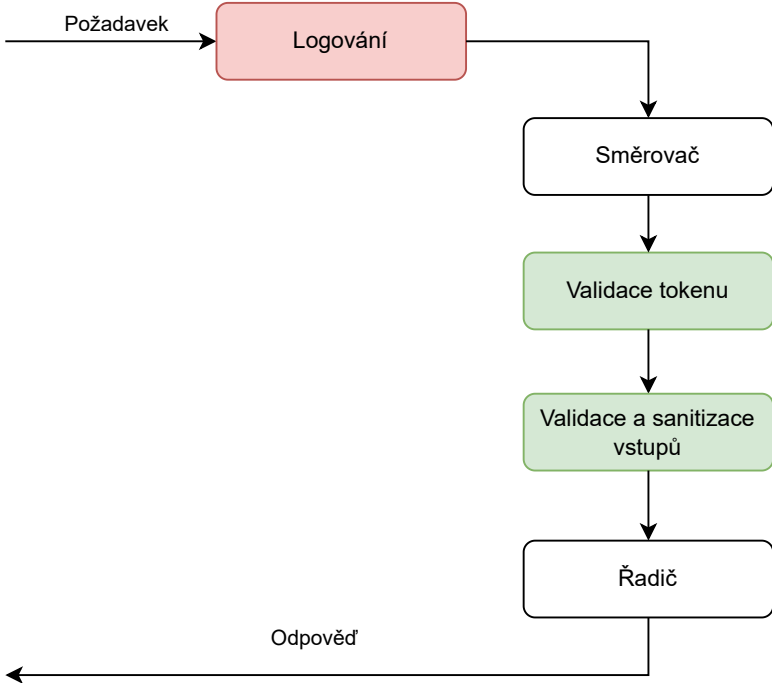 Požadavek
Logování
Směrovač
Validace tokenu
Validace a sanitizace
vstupů
Řadič
Odpověď